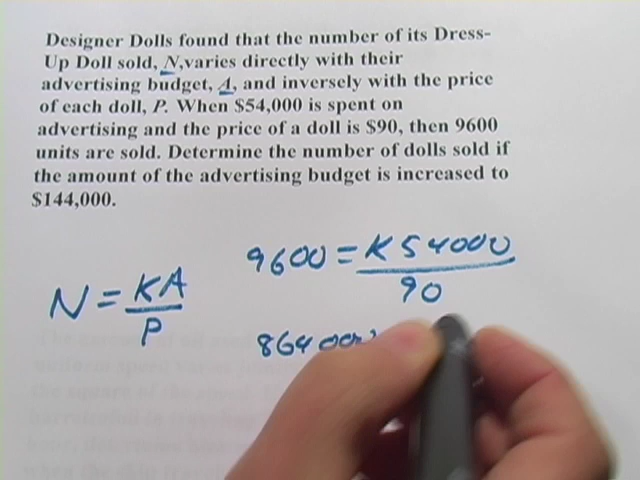 Designer Dolls found that the number of its Dress-
Up Doll sold, N,varies directly with their
advertising budget, A, and inversely with the price
of each doll, P. When $54,000 is spent on
advertising and the price of a doll is $90, then 9600
units are sold. Determine the number of dolls sold if
the amount of the advertising budget is increased to
$144,000.
9600 = K 54000
90
N = KA
P
864000